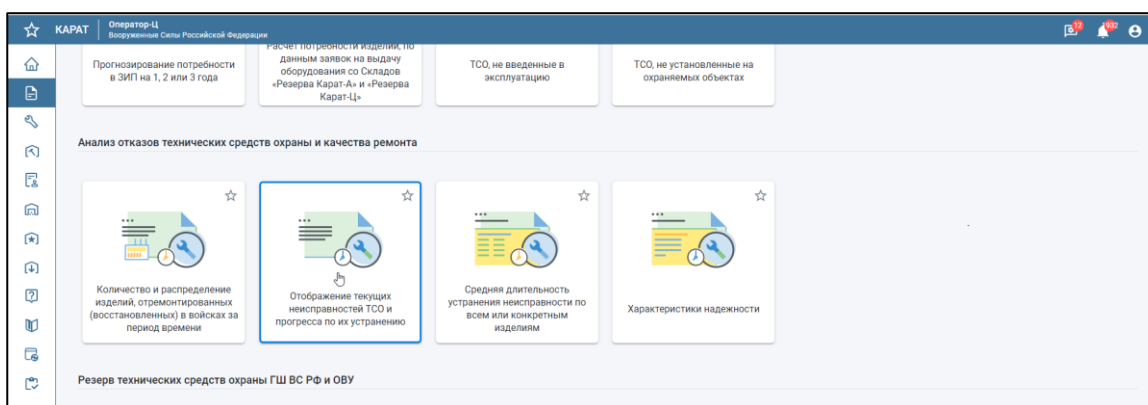 КАРАТ
Оператор-Ц
Вооруженные Силы Российской Федерации
12
1932
Прогнозирование потребности
в ЗИП на 1, 2 или 3 года
Расчет потребности изделий, по
данным заявок на выдачу
оборудования со Складов
«Резерва Карат-А» и «Резерва
Карат-Ц»
ТСО, не введенные в
эксплуатацию
ТСО, не установленные на
охраняемых объектах
Анализ отказов технических средств охраны и качества ремонта
Количество и распределение
изделий, отремонтированных
(восстановленных) в войсках за
период времени
Отображение текущих
неисправностей ТСО и
прогресса по их устранению
Средняя длительность
устранения неисправности по
всем или конкретным
изделиям
Характеристики надежности
Резерв технических средств охраны ГШ ВС РФ и ОВУ